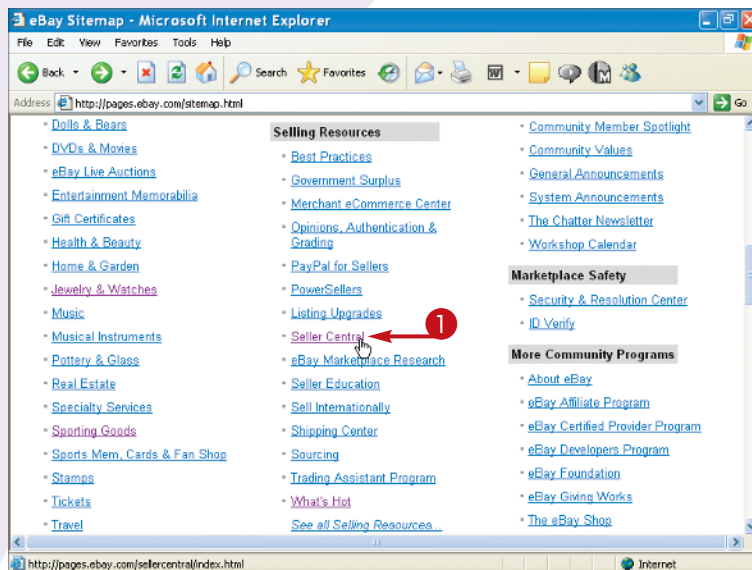 eBay Sitemap - Microsoft Internet Explorer
File Edit View Favorites Tools Help
Back Search Favorites
Address http://pages.ebay.com/sitemap.html Go
Dolls & Bears
DVDs & Movies
eBay Live Auctions
Entertainment Memorabilia
Gift Certificates
Health & Beauty
Home & Garden
Jewelry & Watches
Music
Musical Instruments
Pottery & Glass
Real Estate
Specialty Services
Sporting Goods
Sports Mem, Cards & Fan Shop
Stamps
Tickets
Travel
Selling Resources
Best Practices
Government Surplus
Merchant eCommerce Center
Opinions, Authentication &
Grading
PayPal for Sellers
PowerSellers
Listing Upgrades
Seller Central
1
eBay Marketplace Research
Seller Education
Sell Internationally
Shipping Center
Sourcing
Trading Assistant Program
What's Hot
See all Selling Resources...
Community Member Spotlight
Community Values
General Announcements
System Announcements
The Chatter Newsletter
Workshop Calendar
Marketplace Safety
Security & Resolution Center
ID Verify
More Community Programs
About eBay
eBay Affiliate Program
eBay Certified Provider Program
eBay Developers Program
eBay Foundation
eBay Giving Works
The eBay Shop
http://pages.ebay.com/sellercentral/index.html Internet